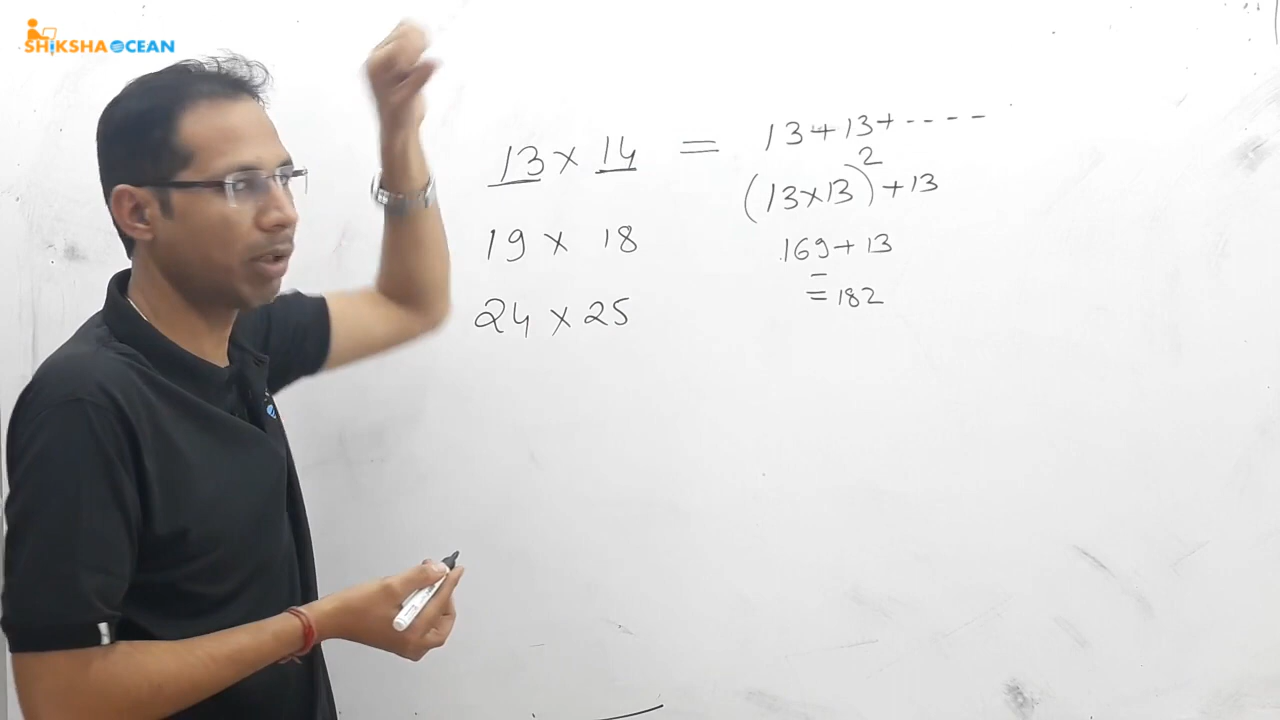 SHiKSHA OCEAN
13 × 14 = 13 + 13 + - - - -
(13×13)² + 13
19 × 18
169 + 13
= 182
24 × 25